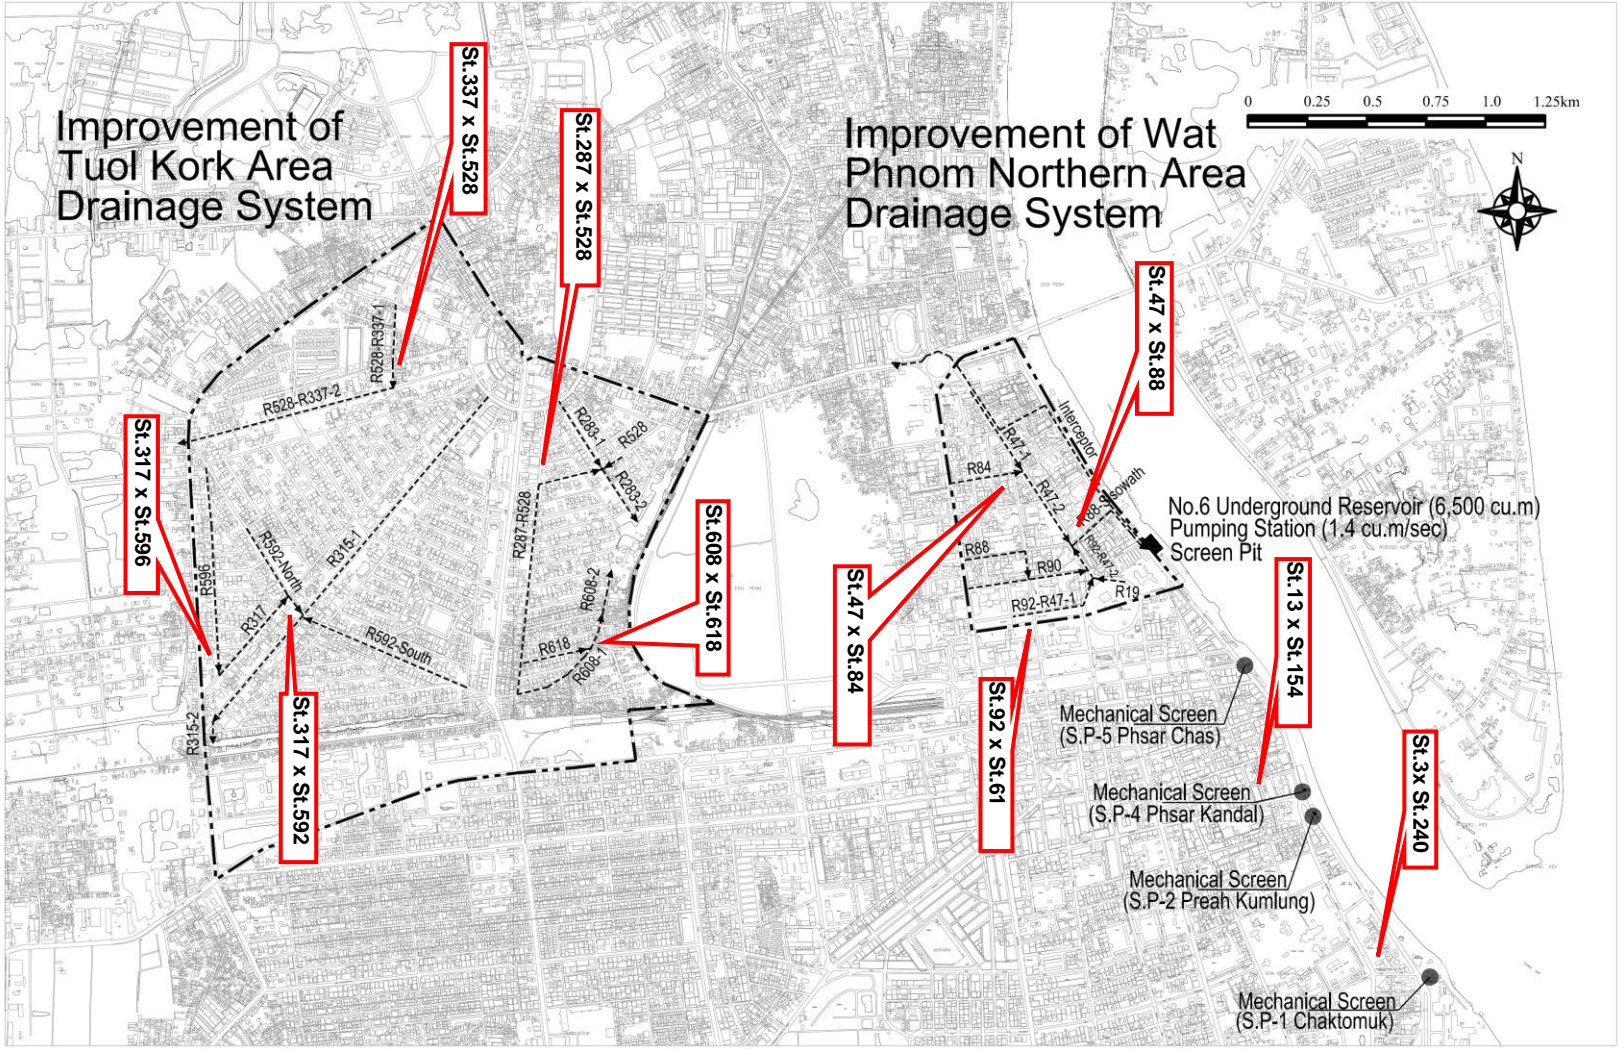 Improvement of
Tuol Kork Area
Drainage System
Improvement of Wat
Phnom Northern Area
Drainage System
0 0.25 0.5 0.75 1.0 1.25km
N
St.337 x St.528
St.287 x St.528
St.47 x St.88
St.317 x St.596
St.608 x St.618
St.47 x St.84
St.13 x St.154
St.317 x St.592
St.92 x St.61
St.3x St.240
R528-R337-1
R528-R337-2
R283-1
R528
R283-2
R287-R528
R596
R592-North
R315-1
R317
R592-South
R315-2
R618
R608-1
R608-2
Interceptor
R47-1
R84
R47-2
R88-Sisowath
R88
R90
R92-R47-2
R92-R47-1
R19
No.6 Underground Reservoir (6,500 cu.m)
Pumping Station (1.4 cu.m/sec)
Screen Pit
Mechanical Screen
(S.P-5 Phsar Chas)
Mechanical Screen
(S.P-4 Phsar Kandal)
Mechanical Screen
(S.P-2 Preah Kumlung)
Mechanical Screen
(S.P-1 Chaktomuk)